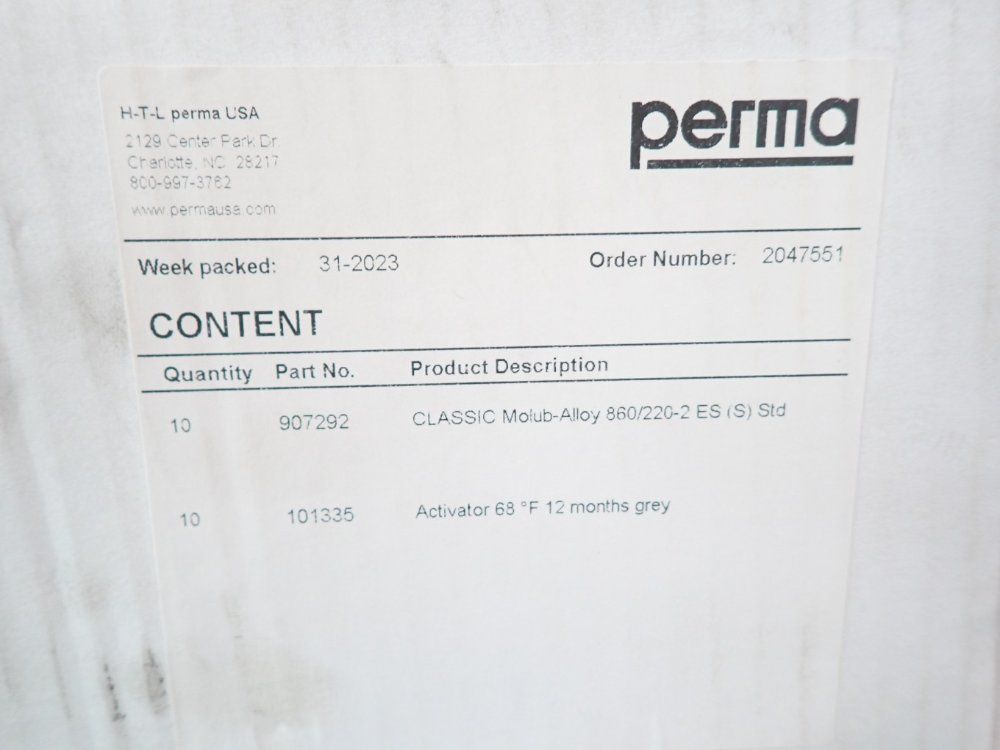 H-T-L perma USA
2129 Center Park Dr
Charlotte, NC 28217
800-997-3762
www.permausa.com
perma
Week packed: 31-2023 Order Number: 2047551
CONTENT
Quantity Part No. Product Description
10 907292 CLASSIC Molub-Alloy 860/220-2 ES (S) Std
10 101335 Activator 68 °F 12 months grey